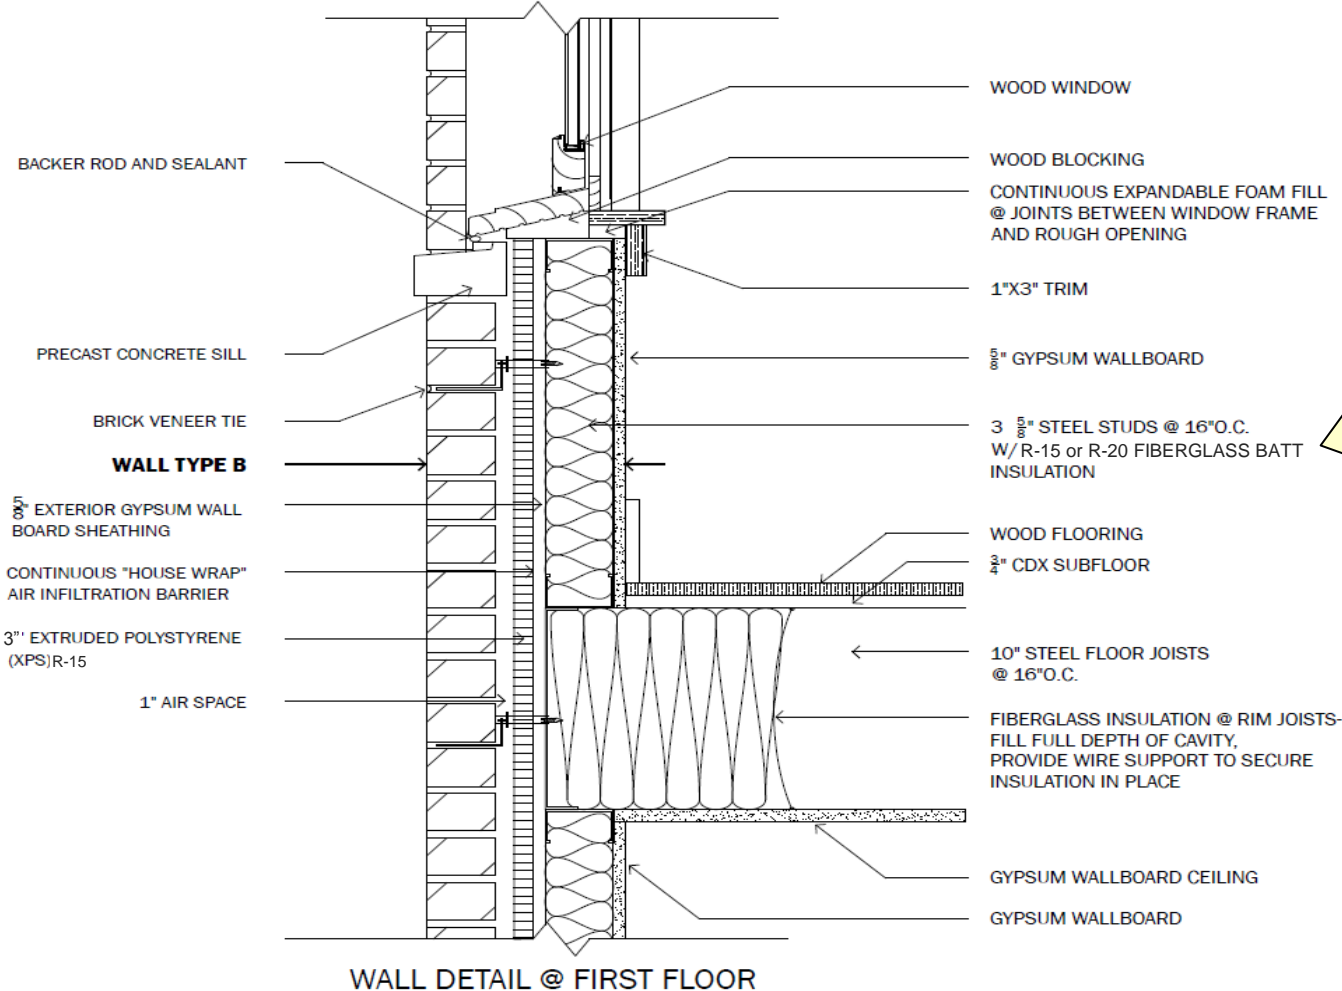 BACKER ROD AND SEALANT
PRECAST CONCRETE SILL
BRICK VENEER TIE
WALL TYPE B
5/8" EXTERIOR GYPSUM WALL
BOARD SHEATHING
CONTINUOUS "HOUSE WRAP"
AIR INFILTRATION BARRIER
3”' EXTRUDED POLYSTYRENE
(XPS) R-15
1" AIR SPACE
WOOD WINDOW
WOOD BLOCKING
CONTINUOUS EXPANDABLE FOAM FILL
@ JOINTS BETWEEN WINDOW FRAME
AND ROUGH OPENING
1"X3" TRIM
5/8" GYPSUM WALLBOARD
3 5/8" STEEL STUDS @ 16"O.C.
W/ R-15 or R-20 FIBERGLASS BATT
INSULATION
WOOD FLOORING
3/4" CDX SUBFLOOR
10" STEEL FLOOR JOISTS
@ 16"O.C.
FIBERGLASS INSULATION @ RIM JOISTS-
FILL FULL DEPTH OF CAVITY,
PROVIDE WIRE SUPPORT TO SECURE
INSULATION IN PLACE
GYPSUM WALLBOARD CEILING
GYPSUM WALLBOARD
WALL DETAIL @ FIRST FLOOR